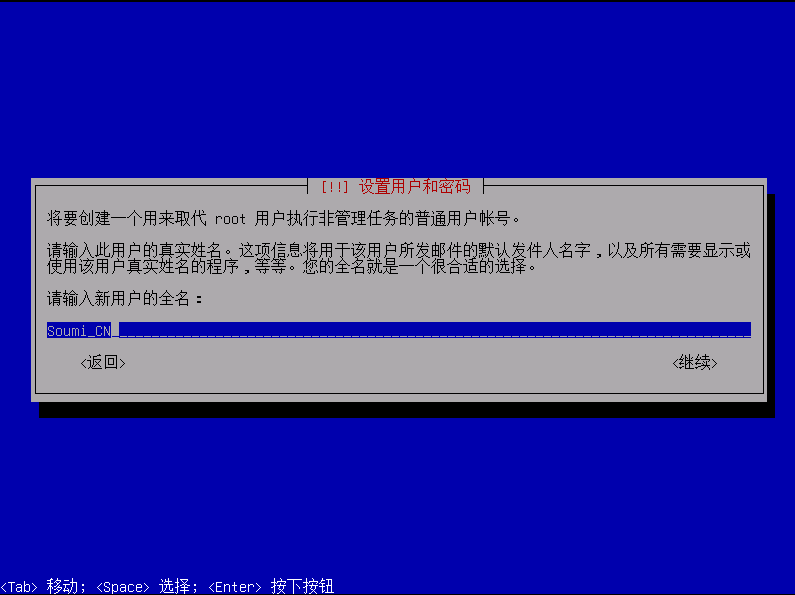 [!!] 设置用户和密码
将要创建一个用来取代 root 用户执行非管理任务的普通用户帐号。
请输入此用户的真实姓名。这项信息将用于该用户所发邮件的默认发件人名字，以及所有需要显示或
使用该用户真实姓名的程序，等等。您的全名就是一个很合适的选择。
请输入新用户的全名：
Soumi_CN
<返回> <继续>
<Tab> 移动; <Space> 选择; <Enter> 按下按钮